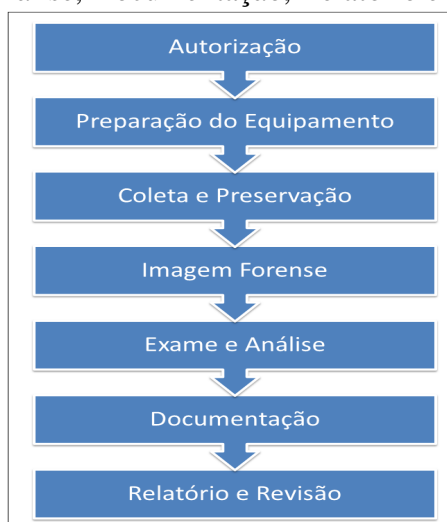 Autorização
Preparação do Equipamento
Coleta e Preservação
Imagem Forense
Exame e Análise
Documentação
Relatório e Revisão